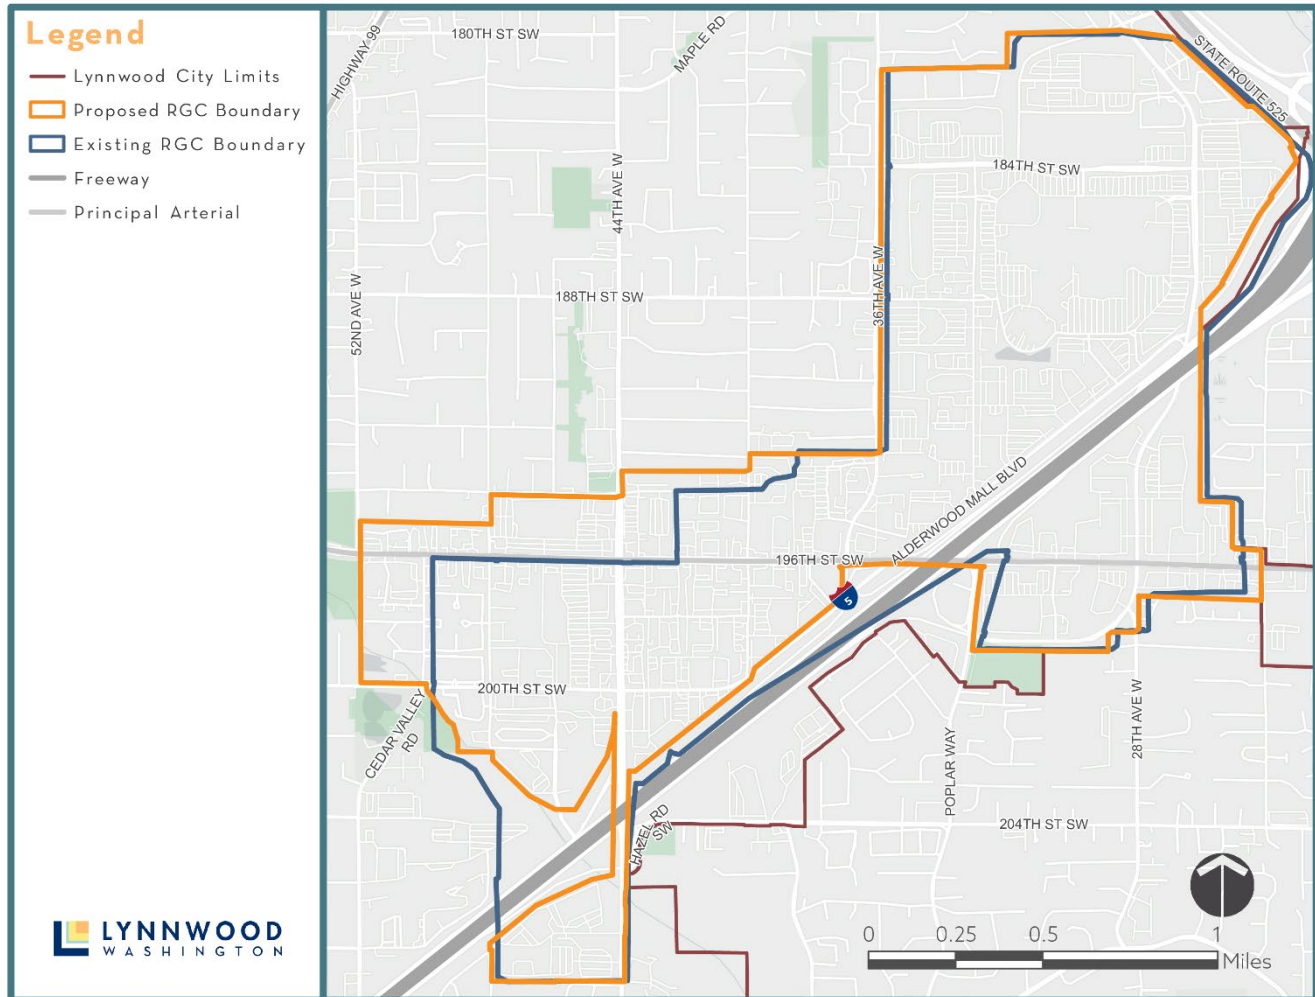 Legend
Lynnwood City Limits
Proposed RGC Boundary
Existing RGC Boundary
Freeway
Principal Arterial
LYNNWOOD
WASHINGTON
HIGHWAY 99
180TH ST SW
MAPLE RD
STATE ROUTE 525
44TH AVE W
184TH ST SW
36TH AVE W
188TH ST SW
52ND AVE W
ALDERWOOD MALL BLVD
196TH ST SW
5
200TH ST SW
CEDAR VALLEY
RD
POPLAR WAY
28TH AVE W
HAZEL RD
SW
204TH ST SW
0 0.25 0.5 1
Miles